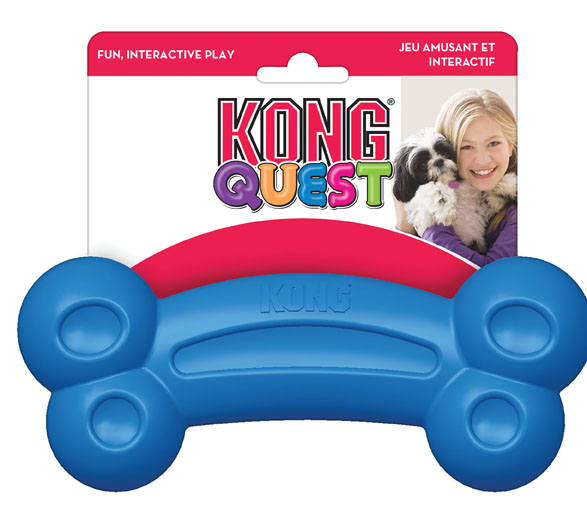 FUN, INTERACTIVE PLAY
JEU AMUSANT ET
INTERACTIF
KONG®
QUEST
KONG